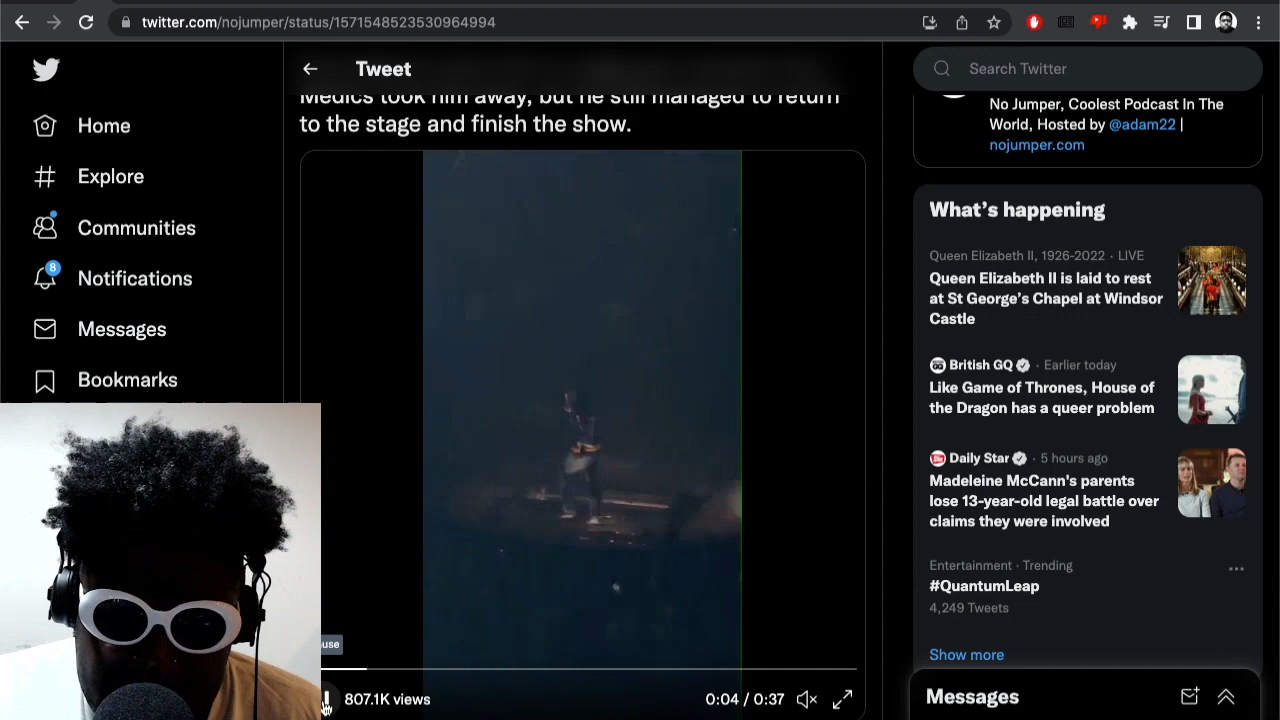 twitter.com/nojumper/status/1571548523530964994
Tweet
Search Twitter
Home
Explore
Communities
8
Notifications
Messages
Bookmarks
Medics took him away, but he still managed to return
to the stage and finish the show.
use
807.1K views
0:04 / 0:37
No Jumper, Coolest Podcast In The
World, Hosted by @adam22 |
nojumper.com
What's happening
Queen Elizabeth II, 1926-2022 · LIVE
Queen Elizabeth II is laid to rest
at St George's Chapel at Windsor
Castle
British GQ · Earlier today
Like Game of Thrones, House of
the Dragon has a queer problem
Daily Star · 5 hours ago
Madeleine McCann's parents
lose 13-year-old legal battle over
claims they were involved
Entertainment · Trending
#QuantumLeap
4,249 Tweets
Show more
Messages